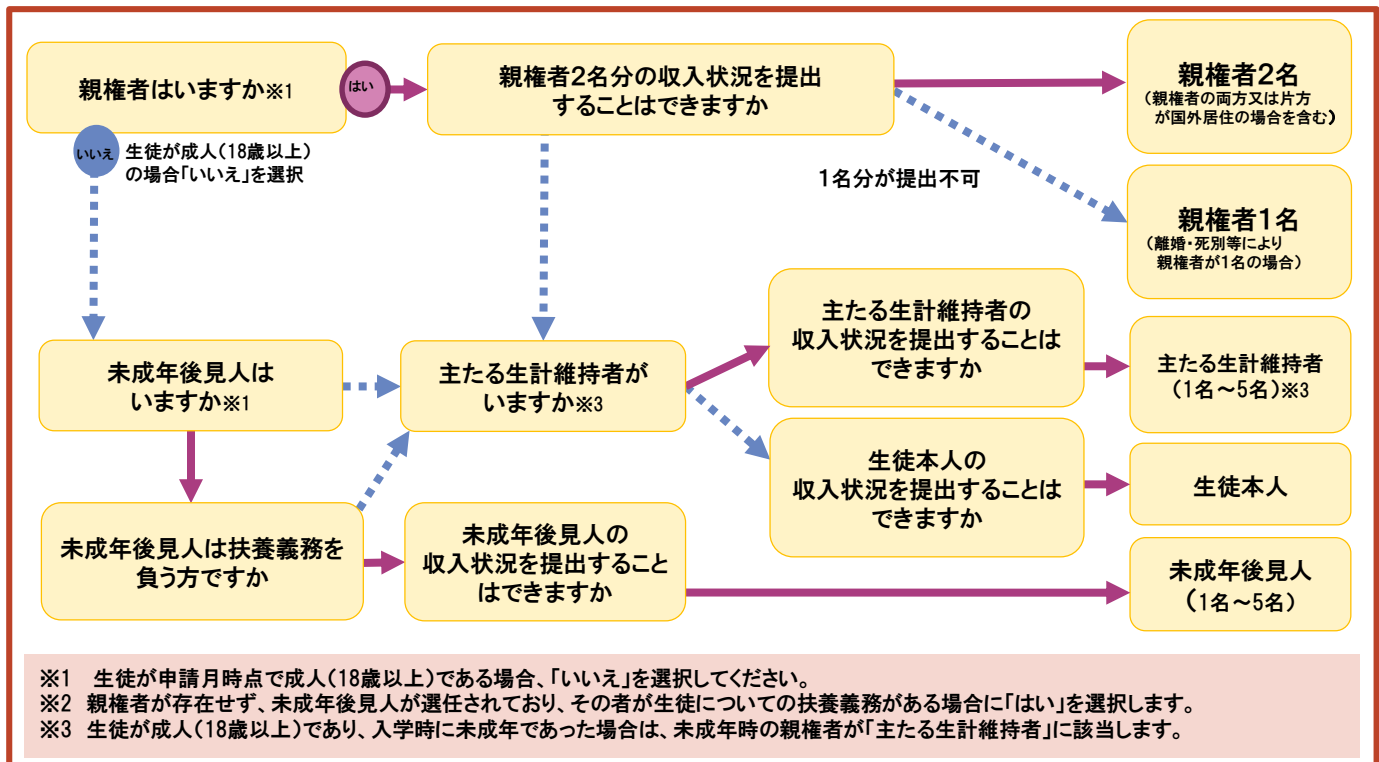 親権者はいますか※1
はい
親権者2名分の収入状況を提出
することはできますか
親権者2名
（親権者の両方又は片方
が国外居住の場合を含む）
いいえ
生徒が成人（18歳以上）
の場合「いいえ」を選択
1名分が提出不可
親権者1名
（離婚・死別等により
親権者が1名の場合）
未成年後見人は
いますか※1
主たる生計維持者が
いますか※3
主たる生計維持者の
収入状況を提出することは
できますか
主たる生計維持者
（1名～5名）※3
生徒本人の
収入状況を提出することは
できますか
生徒本人
未成年後見人は扶養義務を
負う方ですか
未成年後見人の
収入状況を提出すること
はできますか
未成年後見人
（1名～5名）
※1　生徒が申請月時点で成人（18歳以上）である場合、「いいえ」を選択してください。
※2　親権者が存在せず、未成年後見人が選任されており、その者が生徒についての扶養義務がある場合に「はい」を選択します。
※3　生徒が成人（18歳以上）であり、入学時に未成年であった場合は、未成年時の親権者が「主たる生計維持者」に該当します。